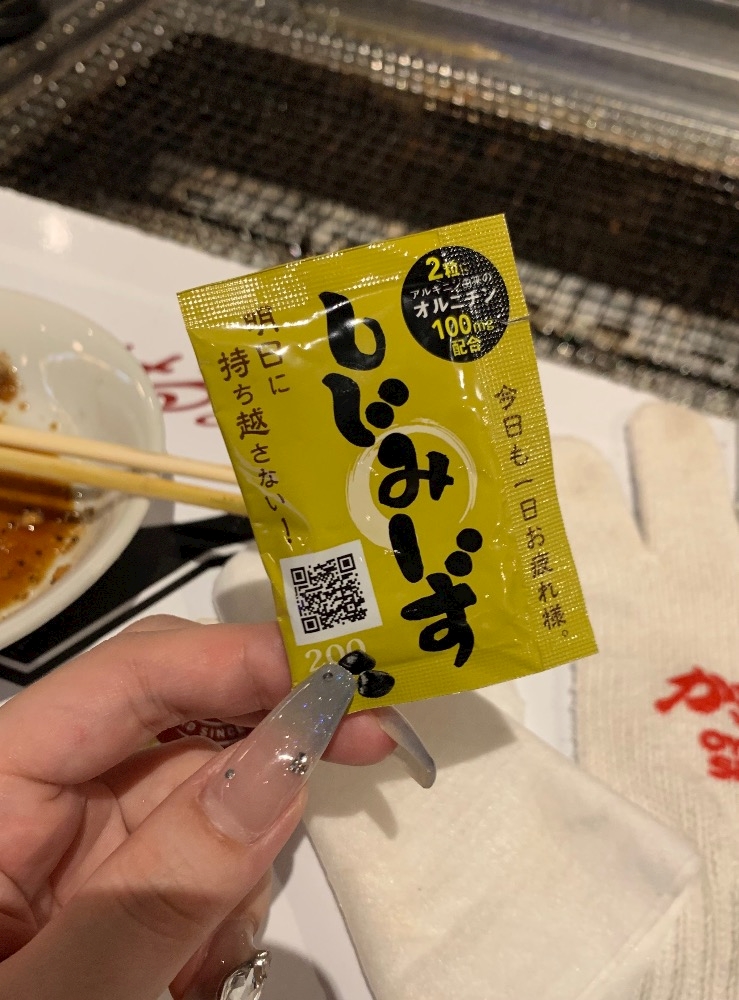 2粒に
アルギニン由来の
オルニチン
100mg
配合
今日も一日お疲れ様。
しじみーず
明日に
持ち越さない!
200
SINCE